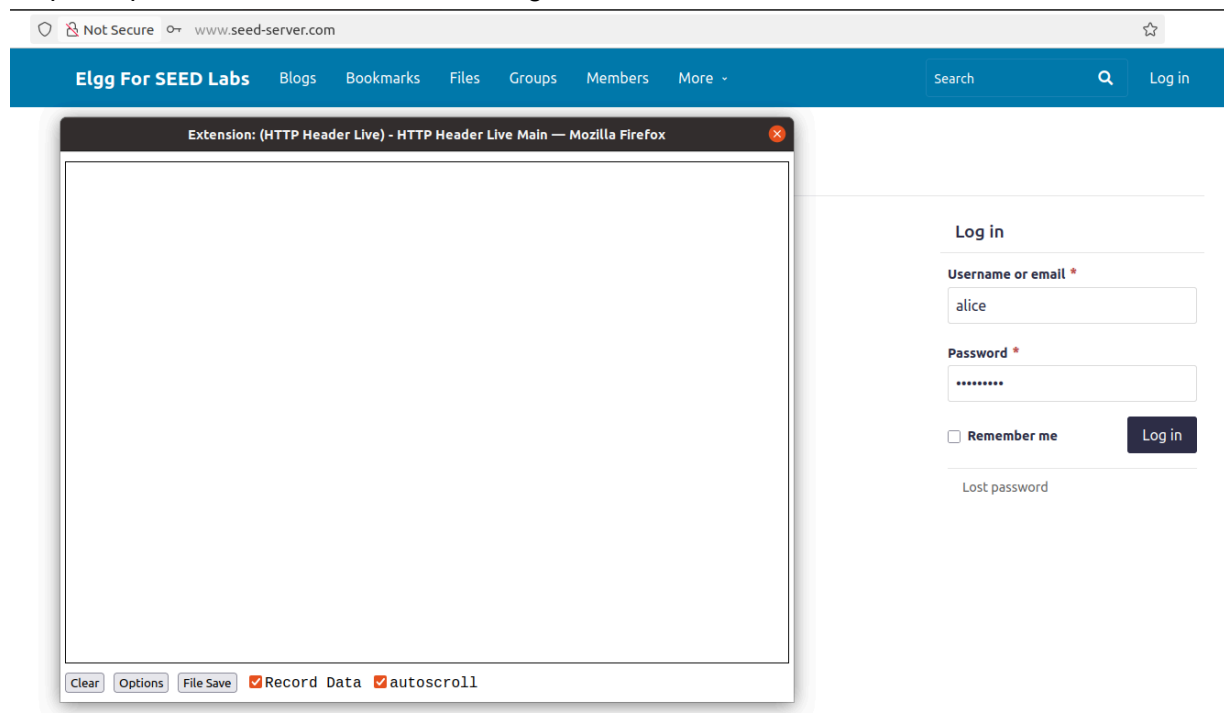 Not Secure www.seed-server.com
Elgg For SEED Labs Blogs Bookmarks Files Groups Members More Search Log in
Extension: (HTTP Header Live) - HTTP Header Live Main — Mozilla Firefox
Log in
Username or email *
alice
Password *
•••••••••
Remember me Log in
Lost password
Clear Options File Save Record Data autoscroll